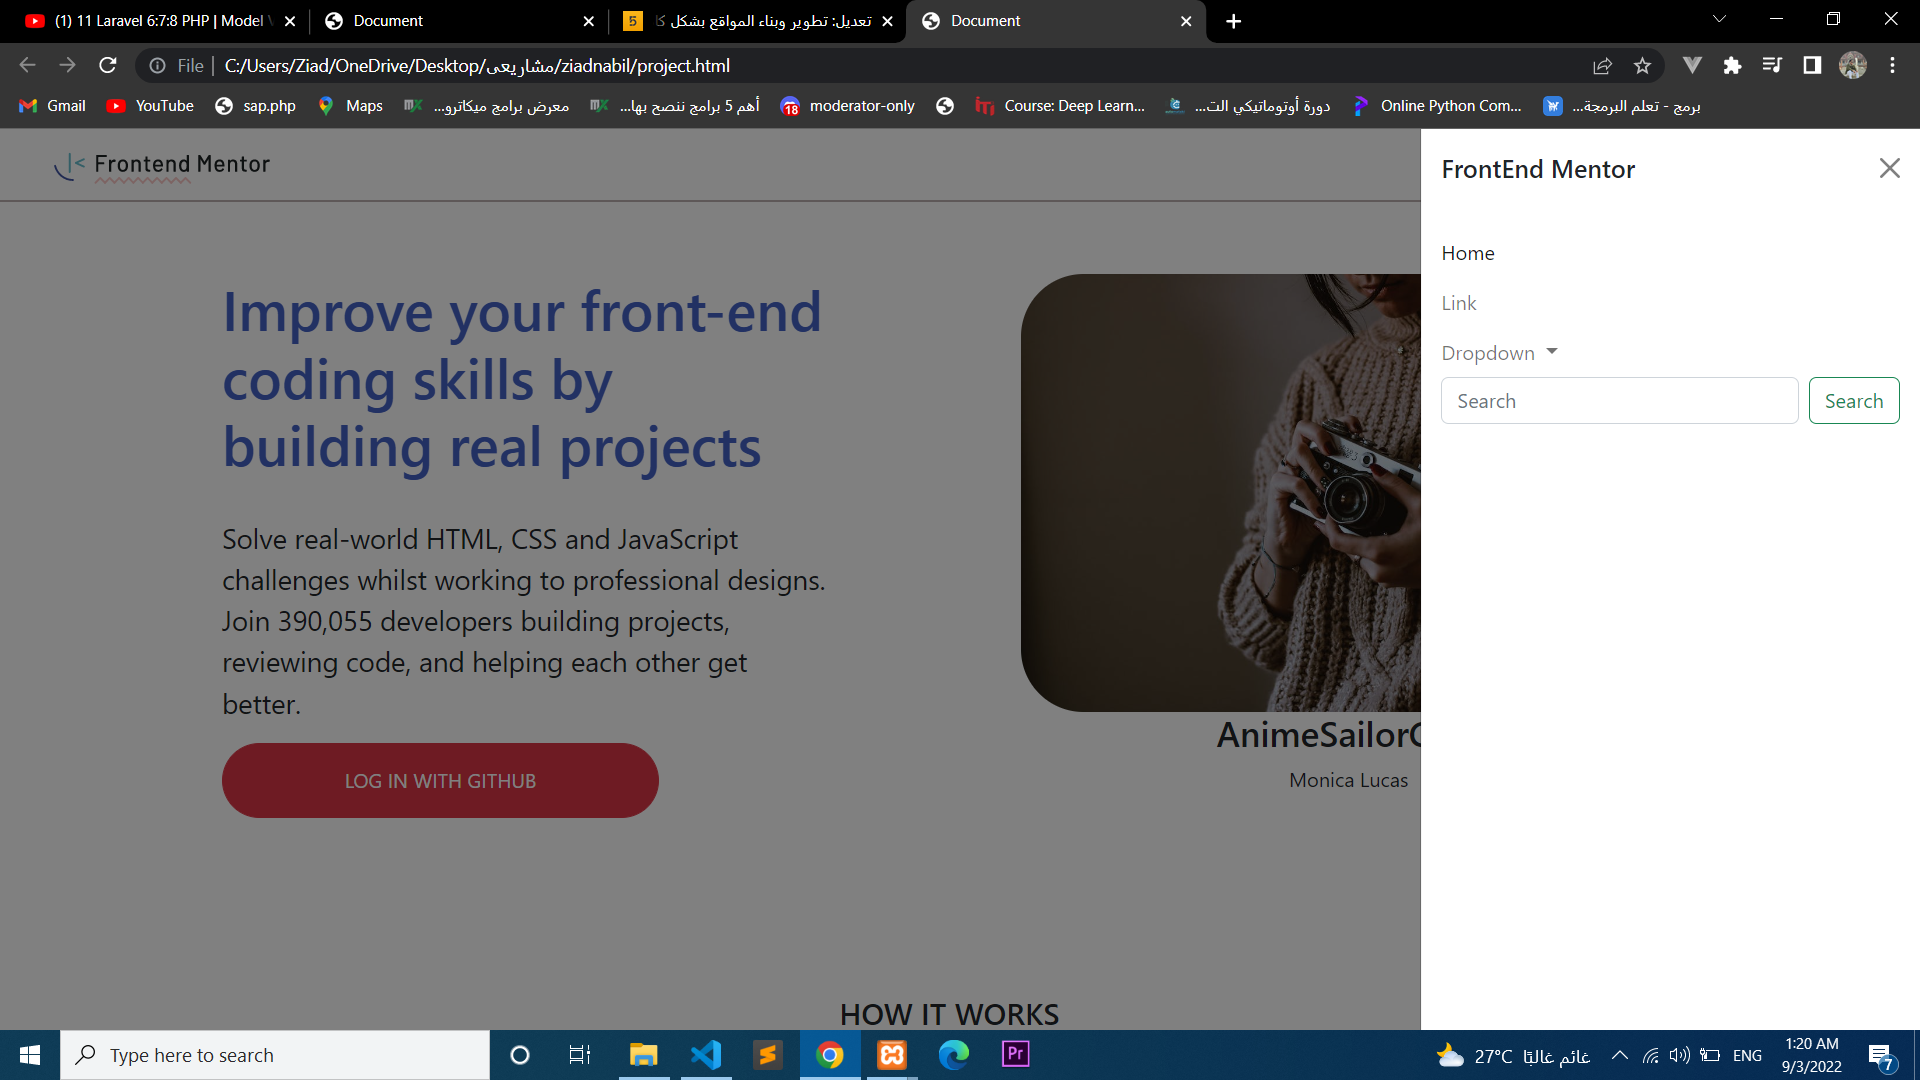 (1) 11 Laravel 6:7:8 PHP | Model
Document
تعديل: تطوير وبناء المواقع بشكل
Document
File
C:/Users/Ziad/OneDrive/Desktop/مشاريعى/ziadnabil/project.html
Gmail
YouTube
sap.php
Maps
معرض برامج ميكاترو...
أهم 5 برامج ننصح بها...
18
moderator-only
Course: Deep Learn...
دورة أوتوماتيكي الت...
Online Python Com...
برمج - تعلم البرمجة...
Frontend Mentor
FrontEnd Mentor
Home
Link
Dropdown
Search
Search
Improve your front-end
coding skills by
building real projects
Solve real-world HTML, CSS and JavaScript
challenges whilst working to professional designs.
Join 390,055 developers building projects,
reviewing code, and helping each other get
better.
LOG IN WITH GITHUB
AnimeSailor
Monica Lucas
HOW IT WORKS
Type here to search
Pr
27°C غائم غالبًا
ENG
1:20 AM
9/3/2022
7